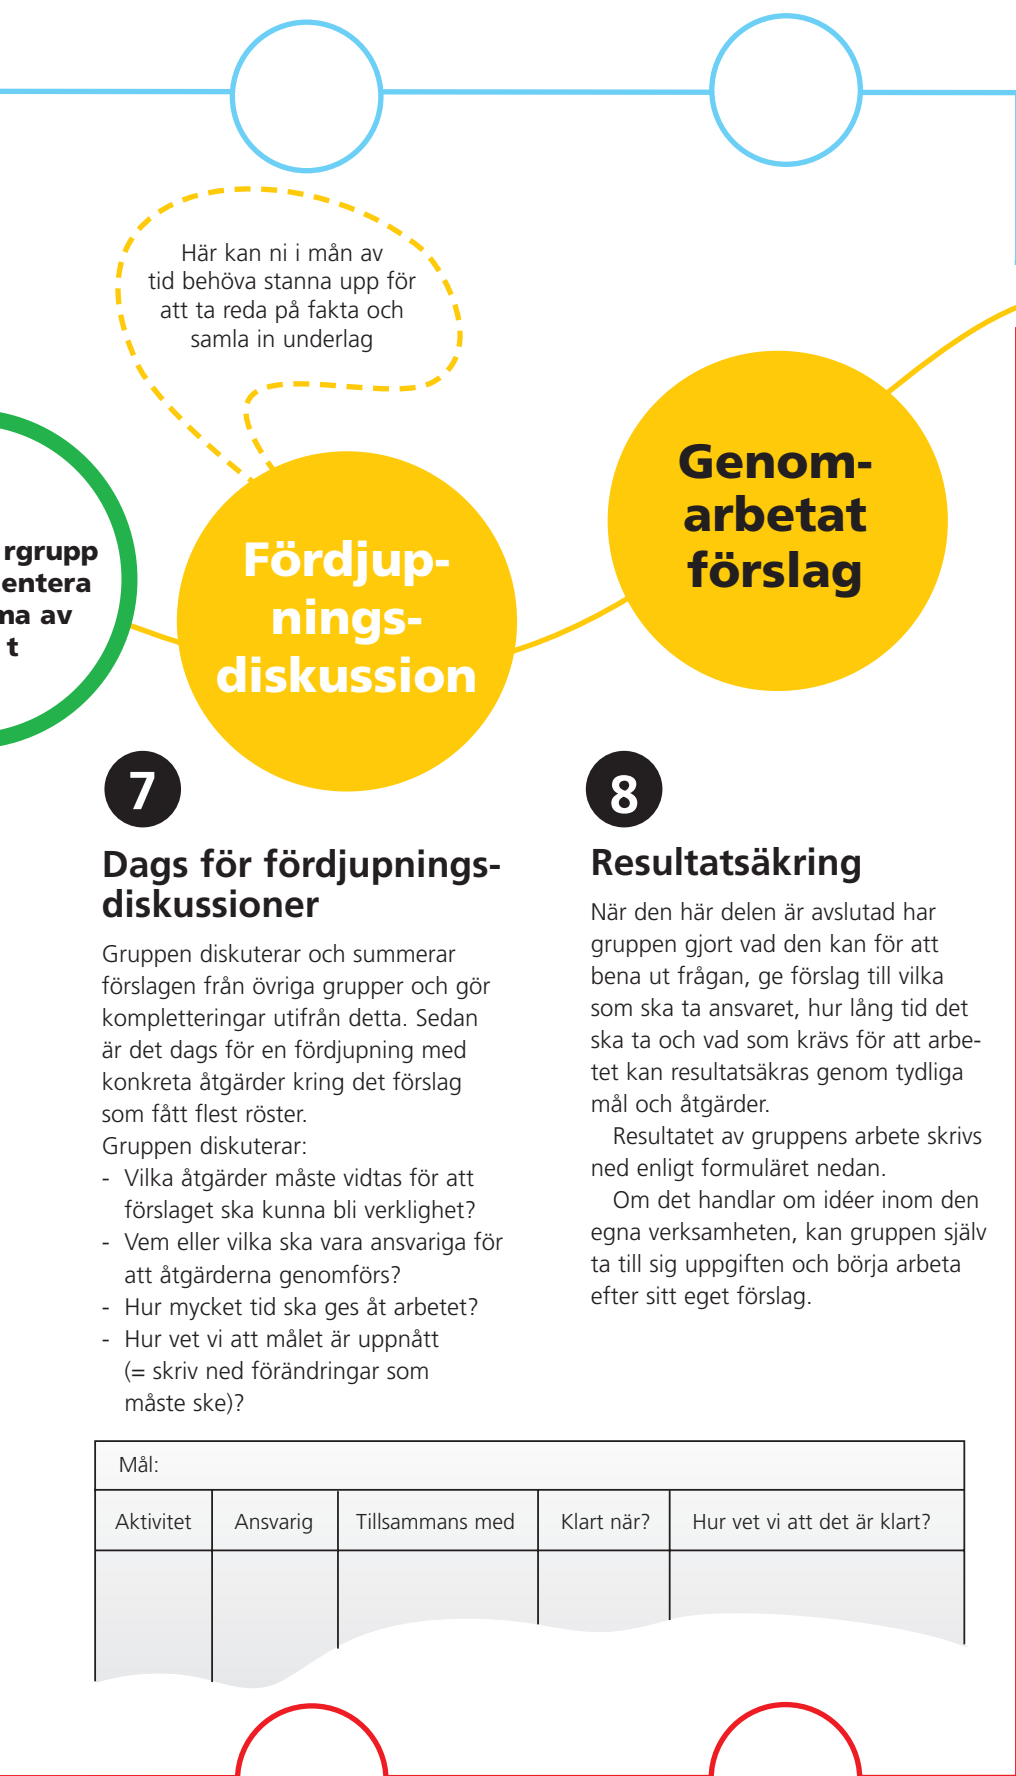 Här kan ni i mån av
tid behöva stanna upp för
att ta reda på fakta och
samla in underlag
rgrupp
entera
ma av
t
Fördjup-
nings-
diskussion
Genom-
arbetat
förslag
7
Dags för fördjupnings-
diskussioner
Gruppen diskuterar och summerar
förslagen från övriga grupper och gör
kompletteringar utifrån detta. Sedan
är det dags för en fördjupning med
konkreta åtgärder kring det förslag
som fått flest röster.
Gruppen diskuterar:
- Vilka åtgärder måste vidtas för att
förslaget ska kunna bli verklighet?
- Vem eller vilka ska vara ansvariga för
att åtgärderna genomförs?
- Hur mycket tid ska ges åt arbetet?
- Hur vet vi att målet är uppnått
(= skriv ned förändringar som
måste ske)?
8
Resultatsäkring
När den här delen är avslutad har
gruppen gjort vad den kan för att
bena ut frågan, ge förslag till vilka
som ska ta ansvaret, hur lång tid det
ska ta och vad som krävs för att arbe-
tet kan resultatsäkras genom tydliga
mål och åtgärder.
Resultatet av gruppens arbete skrivs
ned enligt formuläret nedan.
Om det handlar om idéer inom den
egna verksamheten, kan gruppen själv
ta till sig uppgiften och börja arbeta
efter sitt eget förslag.
Mål:
Aktivitet Ansvarig Tillsammans med Klart när? Hur vet vi att det är klart?